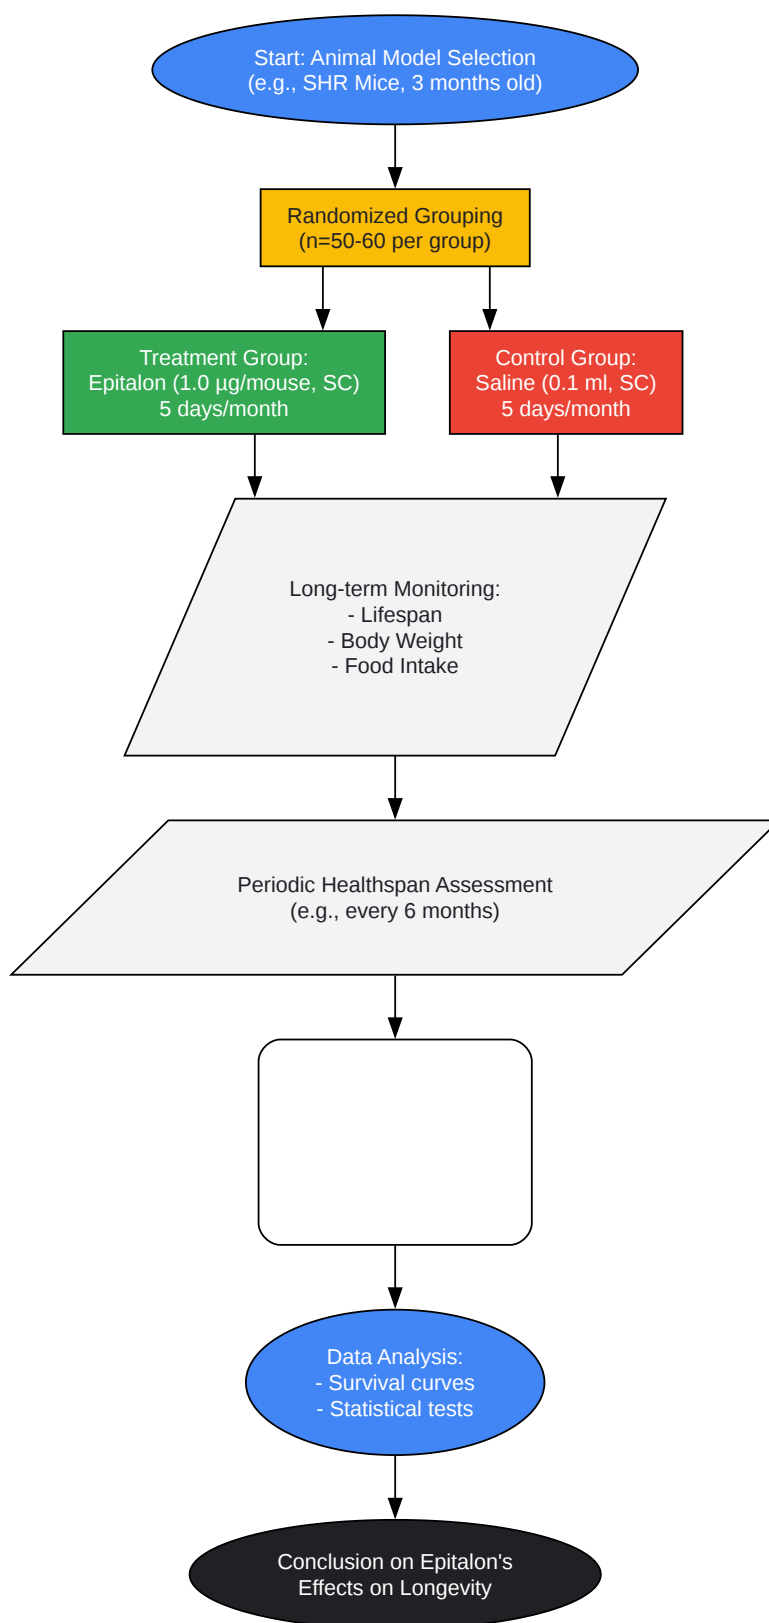 Start: Animal Model Selection
(e.g., SHR Mice, 3 months old)
Randomized Grouping
(n=50-60 per group)
Treatment Group:
Epitalon (1.0 µg/mouse, SC)
5 days/month
Control Group:
Saline (0.1 ml, SC)
5 days/month
Long-term Monitoring:
- Lifespan
- Body Weight
- Food Intake
Periodic Healthspan Assessment
(e.g., every 6 months)
Data Analysis:
- Survival curves
- Statistical tests
Conclusion on Epitalon's
Effects on Longevity